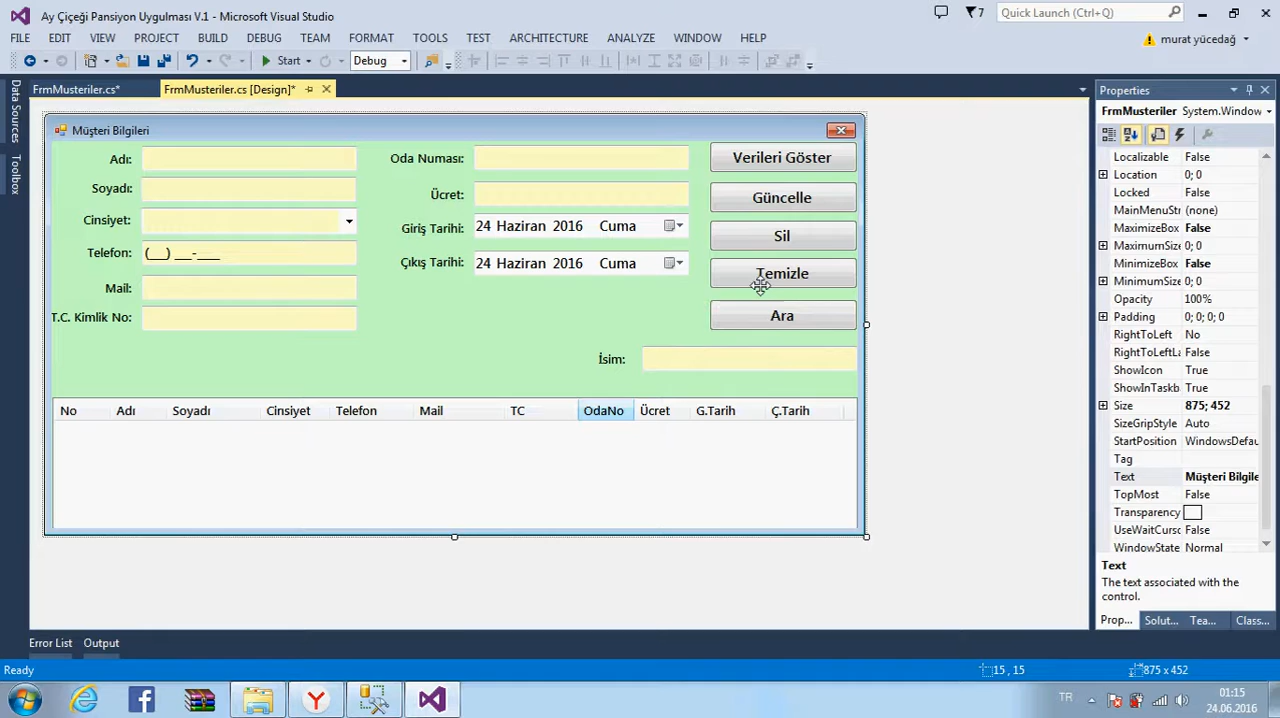 Ay Çiçeği Pansiyon Uygulması V.1 - Microsoft Visual Studio
7
Quick Launch (Ctrl+Q)
FILE EDIT VIEW PROJECT BUILD DEBUG TEAM FORMAT TOOLS TEST ARCHITECTURE ANALYZE WINDOW HELP
murat yücedağ
Start Debug
FrmMusteriler.cs*
FrmMusteriler.cs [Design]*
Data Sources
Toolbox
Müşteri Bilgileri
Adı:
Oda Numası:
Verileri Göster
Soyadı:
Ücret:
Güncelle
Cinsiyet:
Giriş Tarihi:
24 Haziran 2016 Cuma
Sil
Telefon:
(__) ___-____
Çıkış Tarihi:
24 Haziran 2016 Cuma
Temizle
Mail:
T.C. Kimlik No:
Ara
İsim:
No Adı Soyadı Cinsiyet Telefon Mail TC OdaNo Ücret G.Tarih Ç.Tarih
Properties
FrmMusteriler System.Window
Localizable False
Location 0; 0
Locked False
MainMenuStr (none)
MaximizeBox False
MaximumSize 0; 0
MinimizeBox False
MinimumSize 0; 0
Opacity 100%
Padding 0; 0; 0; 0
RightToLeft No
RightToLeftLa False
ShowIcon True
ShowInTaskb True
Size 875; 452
SizeGripStyle Auto
StartPosition WindowsDefau
Tag
Text Müşteri Bilgile
TopMost False
Transparency
UseWaitCurso False
WindowState Normal
Text
The text associated with the
control.
Prop... Solut... Tea... Class...
Error List Output
Ready
15 , 15
875 x 452
TR
01:15
24.06.2016